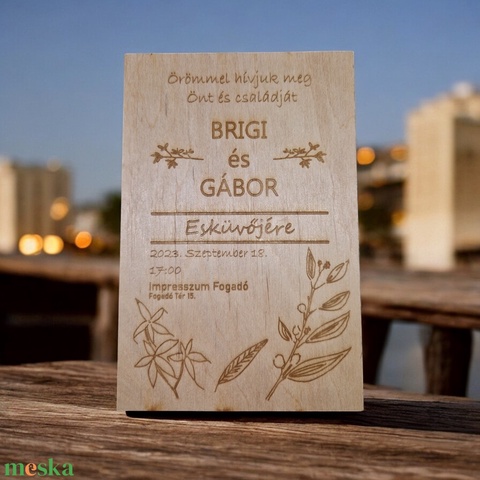 Örömmel hívjuk meg
Önt és családját
BRIGI
és
GÁBOR
Esküvőjére
2023. Szeptember 18.
17:00
Impresszum Fogadó
Fogadó Tér 15.
meska